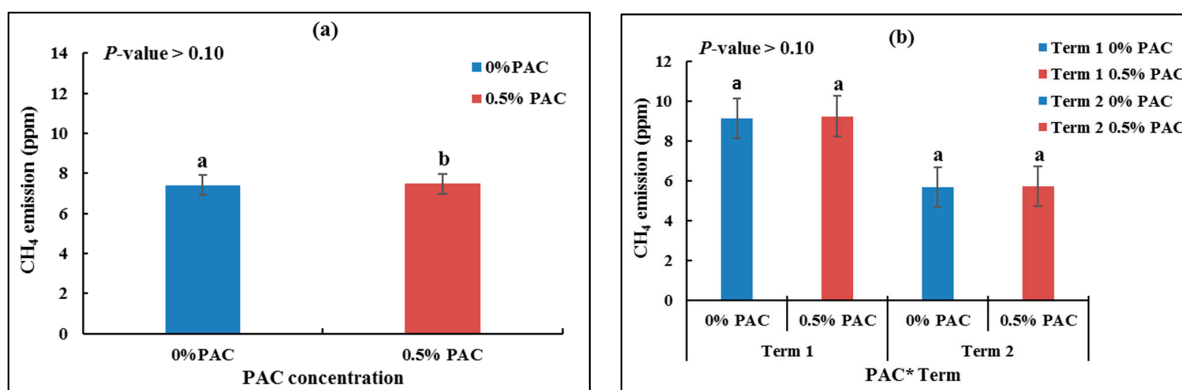 (a)
P-value > 0.10
0%PAC
0.5% PAC
CH₄ emission (ppm)
14
12
10
8
6
4
2
0
a
b
0%PAC
0.5% PAC
PAC concentration
(b)
P-value > 0.10
Term 1 0% PAC
Term 1 0.5% PAC
Term 2 0% PAC
Term 2 0.5% PAC
CH₄ emission (ppm)
12
10
8
6
4
2
0
a
a
a
a
0% PAC
0.5% PAC
0% PAC
0.5% PAC
Term 1
Term 2
PAC* Term